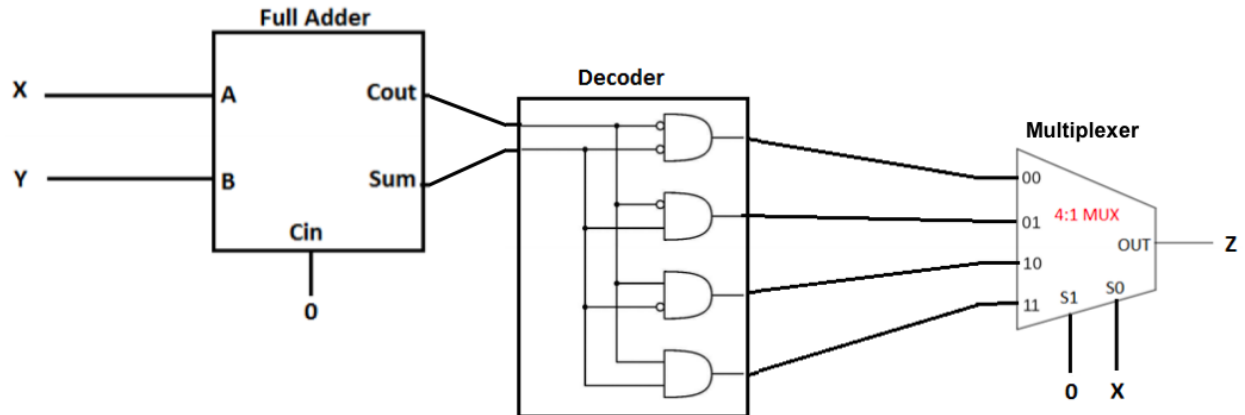 Full Adder
X
A
Cout
Y
B
Sum
Cin
0
Decoder
Multiplexer
00
01
4:1 MUX
10
11
S1
S0
OUT
Z
0
X